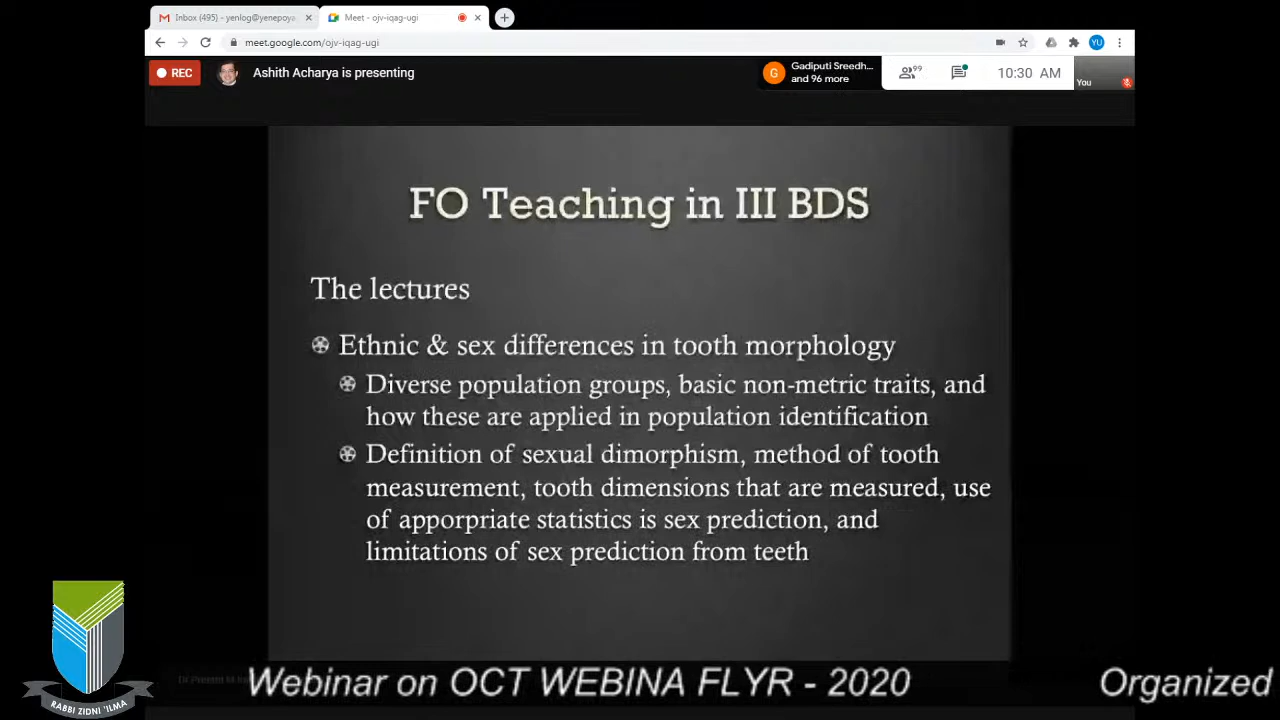 Inbox (495) - yenlog@yenepoya
Meet - ojv-iqag-ugi
meet.google.com/ojv-iqag-ugi
YU
REC
Ashith Acharya is presenting
G
Gadiputi Sreedh...
and 96 more
99
10:30 AM
You
FO Teaching in III BDS
The lectures
Ethnic & sex differences in tooth morphology
Diverse population groups, basic non-metric traits, and
how these are applied in population identification
Definition of sexual dimorphism, method of tooth
measurement, tooth dimensions that are measured, use
of apporpriate statistics is sex prediction, and
limitations of sex prediction from teeth
Webinar on OCT WEBINA FLYR - 2020
Organized
RABBI ZIDNI 'ILMA